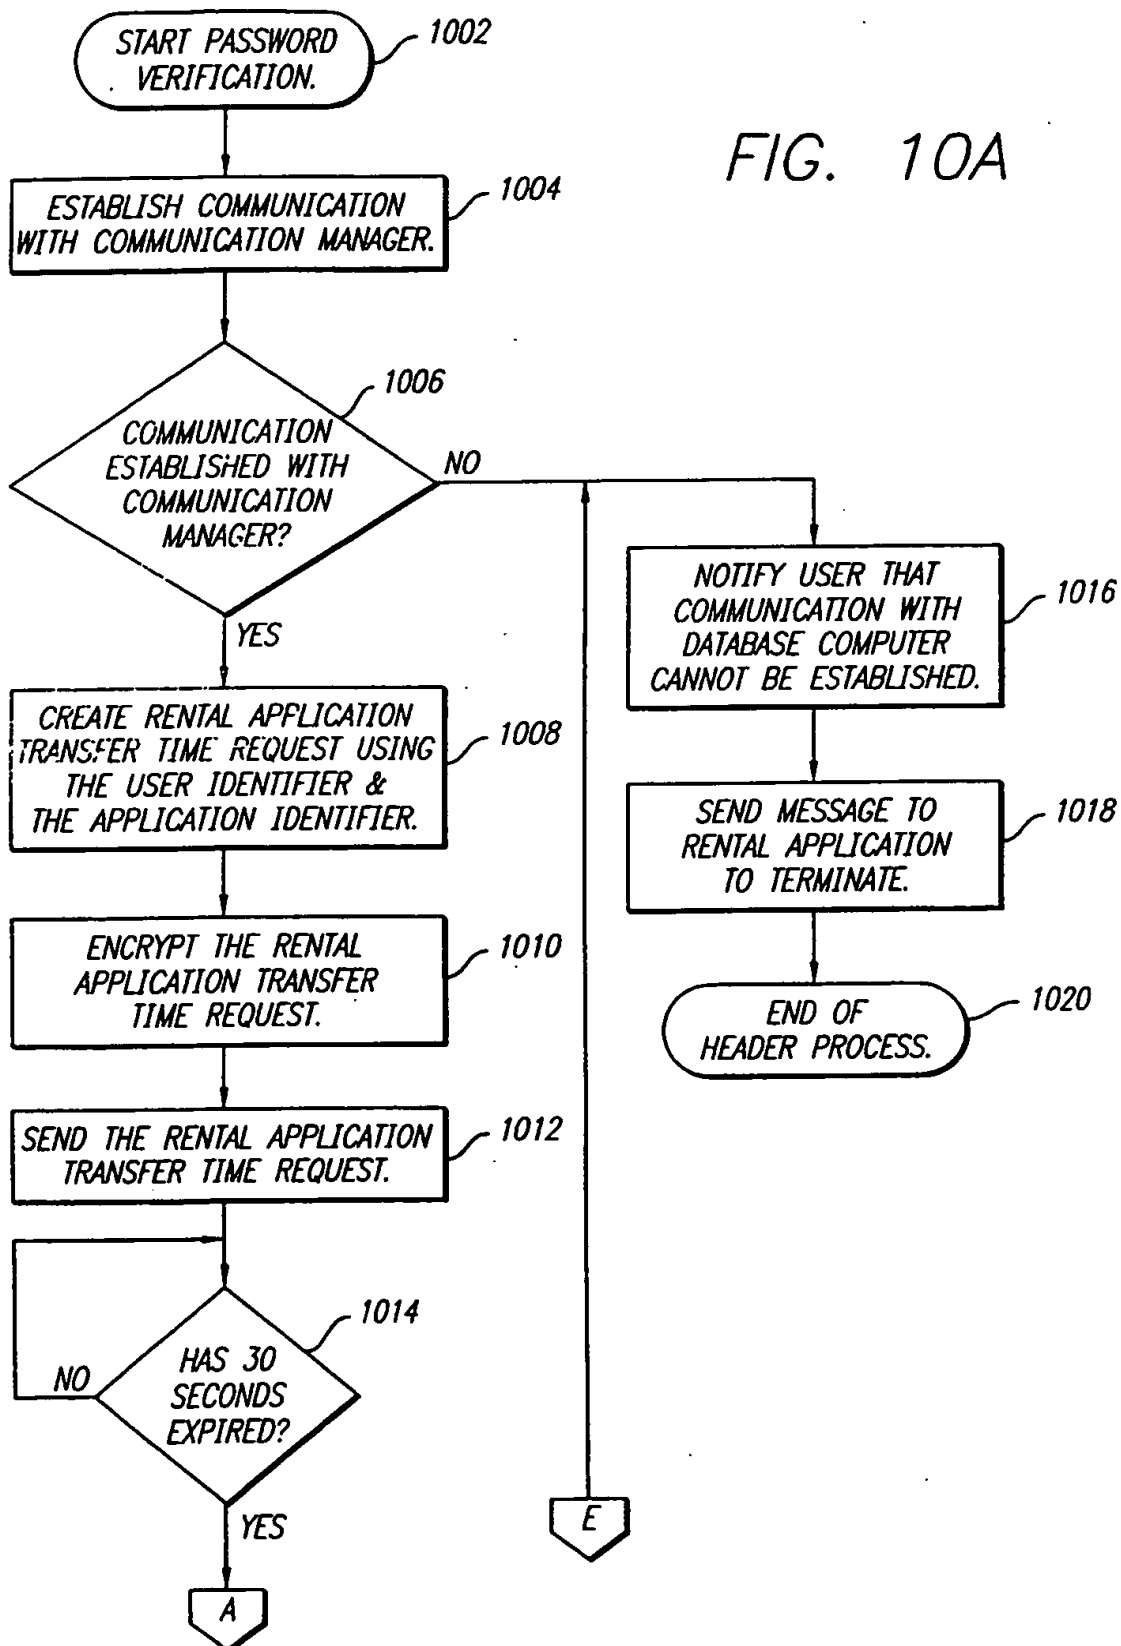 START PASSWORD
VERIFICATION.
1002
FIG. 10A
ESTABLISH COMMUNICATION
WITH COMMUNICATION MANAGER.
1004
COMMUNICATION
ESTABLISHED WITH
COMMUNICATION
MANAGER?
1006
NO
YES
NOTIFY USER THAT
COMMUNICATION WITH
DATABASE COMPUTER
CANNOT BE ESTABLISHED.
1016
CREATE RENTAL APPLICATION
TRANSFER TIME REQUEST USING
THE USER IDENTIFIER &
THE APPLICATION IDENTIFIER.
1008
SEND MESSAGE TO
RENTAL APPLICATION
TO TERMINATE.
1018
ENCRYPT THE RENTAL
APPLICATION TRANSFER
TIME REQUEST.
1010
END OF
HEADER PROCESS.
1020
SEND THE RENTAL APPLICATION
TRANSFER TIME REQUEST.
1012
HAS 30
SECONDS
EXPIRED?
1014
NO
YES
E
A